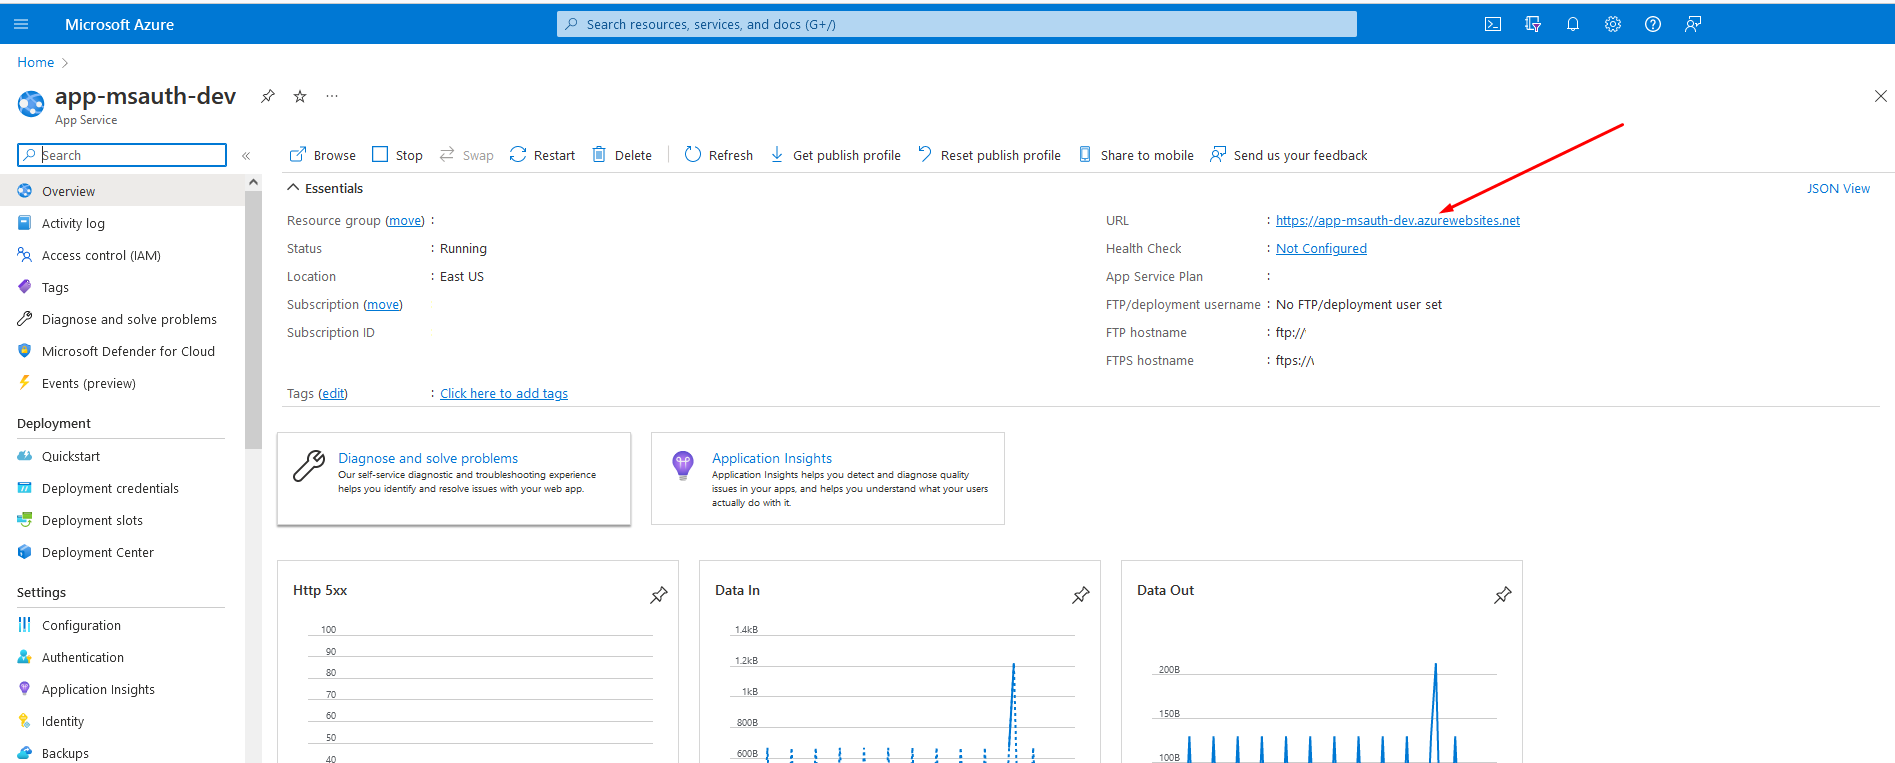 Microsoft Azure
Search resources, services, and docs (G+/)
Home
app-msauth-dev
App Service
Search
Browse
Stop
Swap
Restart
Delete
Refresh
Get publish profile
Reset publish profile
Share to mobile
Send us your feedback
Overview
Activity log
Access control (IAM)
Tags
Diagnose and solve problems
Microsoft Defender for Cloud
Events (preview)
Deployment
Quickstart
Deployment credentials
Deployment slots
Deployment Center
Settings
Configuration
Authentication
Application Insights
Identity
Backups
Essentials
JSON View
Resource group (move) :
Status : Running
Location : East US
Subscription (move)
Subscription ID
URL : https://app-msauth-dev.azurewebsites.net
Health Check : Not Configured
App Service Plan :
FTP/deployment username : No FTP/deployment user set
FTP hostname : ftp://
FTPS hostname : ftps://
Tags (edit) : Click here to add tags
Diagnose and solve problems
Our self-service diagnostic and troubleshooting experience
helps you identify and resolve issues with your web app.
Application Insights
Application Insights helps you detect and diagnose quality
issues in your apps, and helps you understand what your users
actually do with it.
Http 5xx
100
90
80
70
60
50
40
Data In
1.4kB
1.2kB
1kB
800B
600B
Data Out
200B
150B
100B